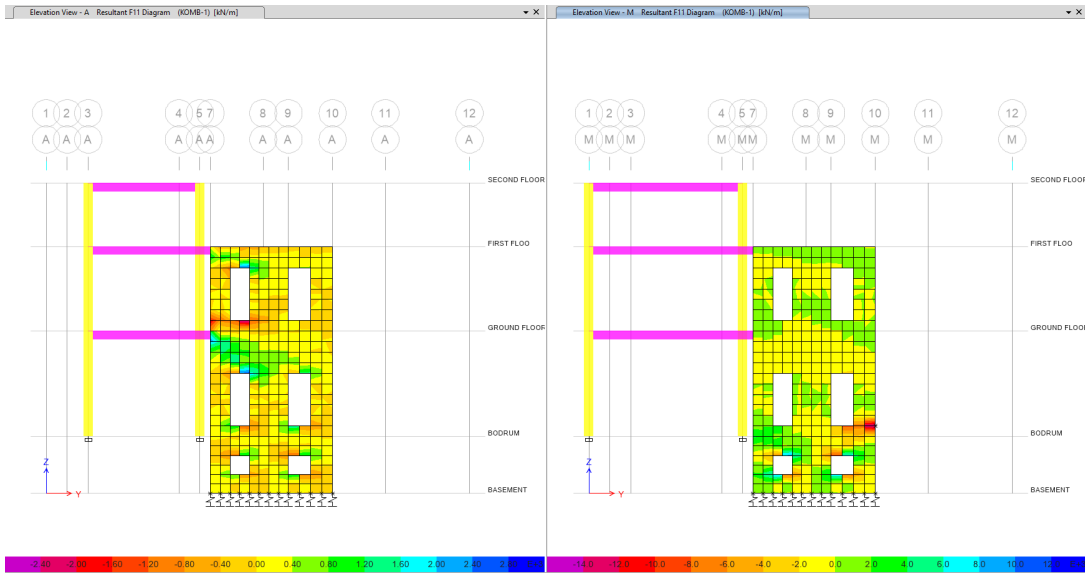 Elevation View - A Resultant F11 Diagram (KOMB-1) [kN/m]
1 2 3 4 5 7 8 9 10 11 12
A A A A A A A A A A A
SECOND FLOOR
FIRST FLOO
GROUND FLOOR
BODRUM
BASEMENT
Z
Y
-2.40 -2.00 -1.60 -1.20 -0.80 -0.40 0.00 0.40 0.80 1.20 1.60 2.00 2.40
Elevation View - M Resultant F11 Diagram (KOMB-1) [kN/m]
1 2 3 4 5 7 8 9 10 11 12
M M M M M M M M M M M
SECOND FLOOR
FIRST FLOO
GROUND FLOOR
BODRUM
BASEMENT
Z
Y
-14.0 -12.0 -10.0 -8.0 -6.0 -4.0 -2.0 0.0 2.0 4.0 6.0 8.0 10.0